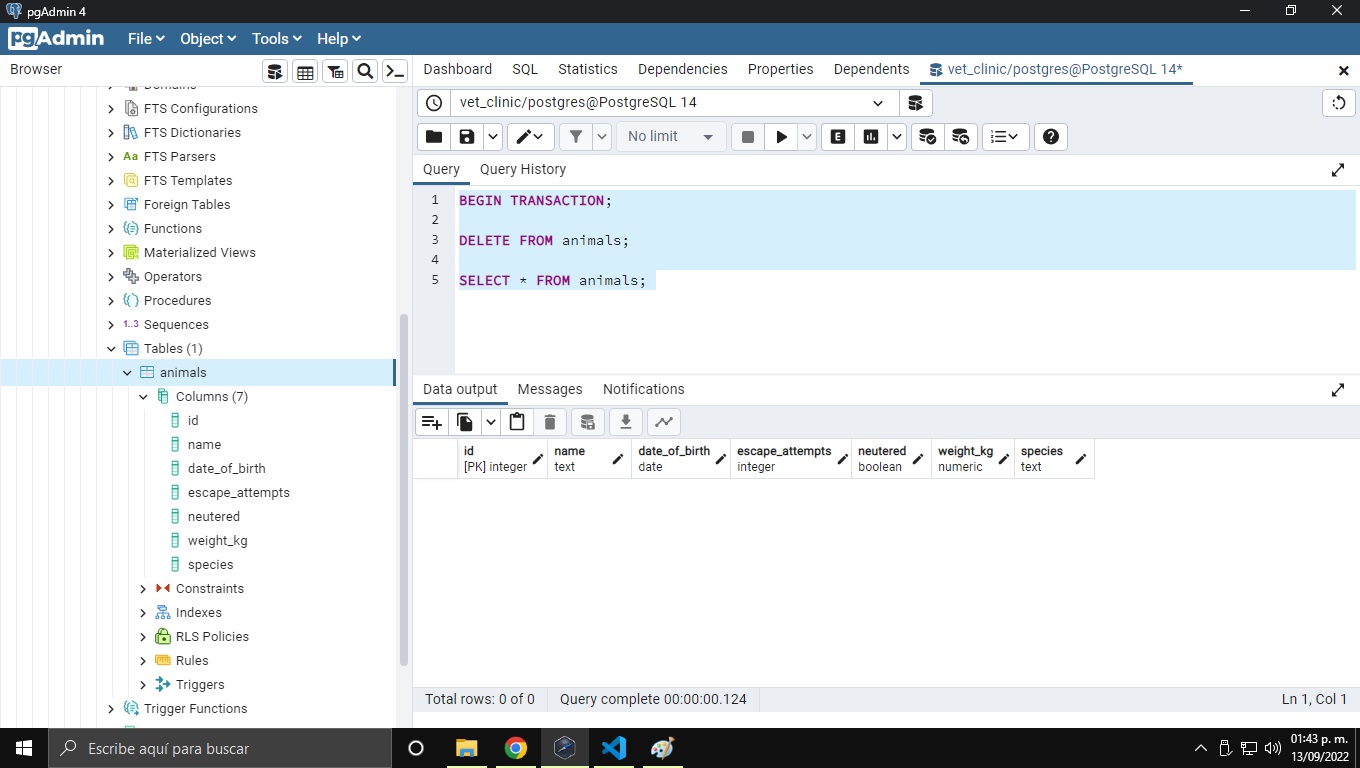 pgAdmin 4
pgAdmin File Object Tools Help
Browser
Dashboard SQL Statistics Dependencies Properties Dependents vet_clinic/postgres@PostgreSQL 14*
Domains
FTS Configurations
FTS Dictionaries
Aa FTS Parsers
FTS Templates
Foreign Tables
Functions
Materialized Views
Operators
Procedures
1..3 Sequences
Tables (1)
animals
Columns (7)
id
name
date_of_birth
escape_attempts
neutered
weight_kg
species
Constraints
Indexes
RLS Policies
Rules
Triggers
Trigger Functions
vet_clinic/postgres@PostgreSQL 14
No limit
E
Query Query History
1 BEGIN TRANSACTION;
2
3 DELETE FROM animals;
4
5 SELECT * FROM animals;
Data output Messages Notifications
id name date_of_birth escape_attempts neutered weight_kg species
[PK] integer text date integer boolean numeric text
Total rows: 0 of 0 Query complete 00:00:00.124 Ln 1, Col 1
Escribe aquí para buscar
01:43 p. m.
13/09/2022